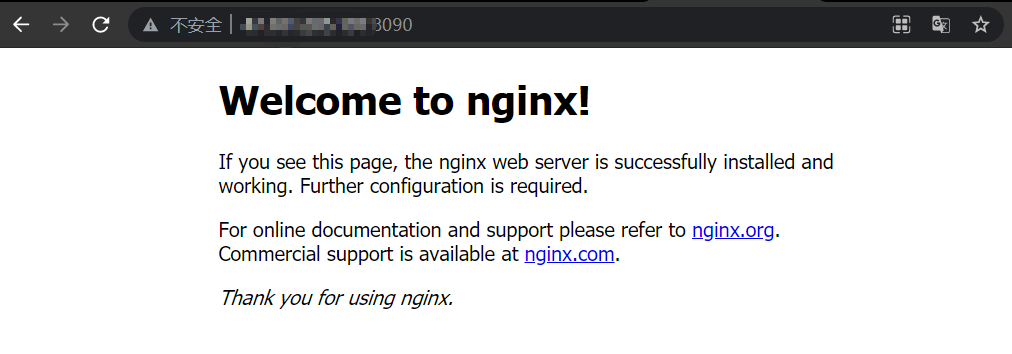 不安全
8090
Welcome to nginx!
If you see this page, the nginx web server is successfully installed and
working. Further configuration is required.
For online documentation and support please refer to nginx.org.
Commercial support is available at nginx.com.
Thank you for using nginx.